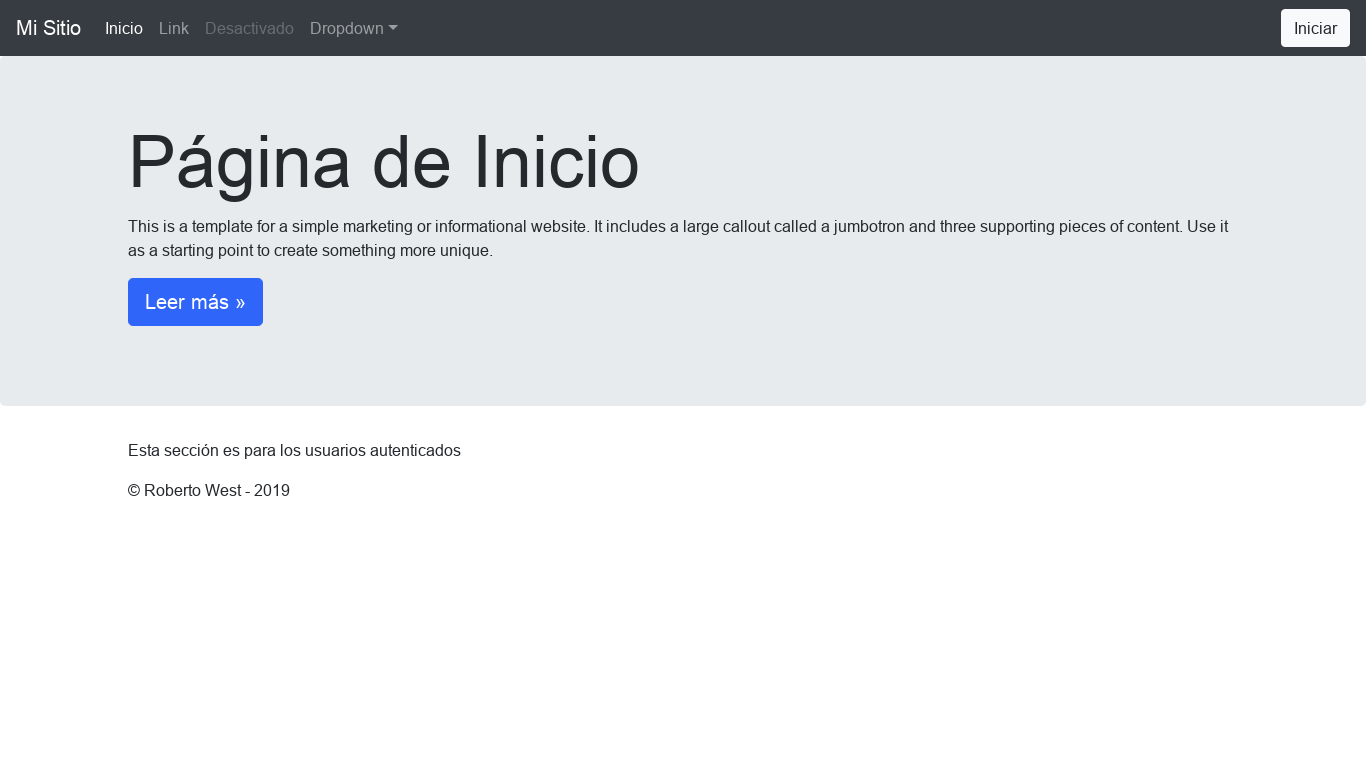 Mi Sitio Inicio Link Desactivado Dropdown Iniciar
Página de Inicio
This is a template for a simple marketing or informational website. It includes a large callout called a jumbotron and three supporting pieces of content. Use it
as a starting point to create something more unique.
Leer más »
Esta sección es para los usuarios autenticados
© Roberto West - 2019